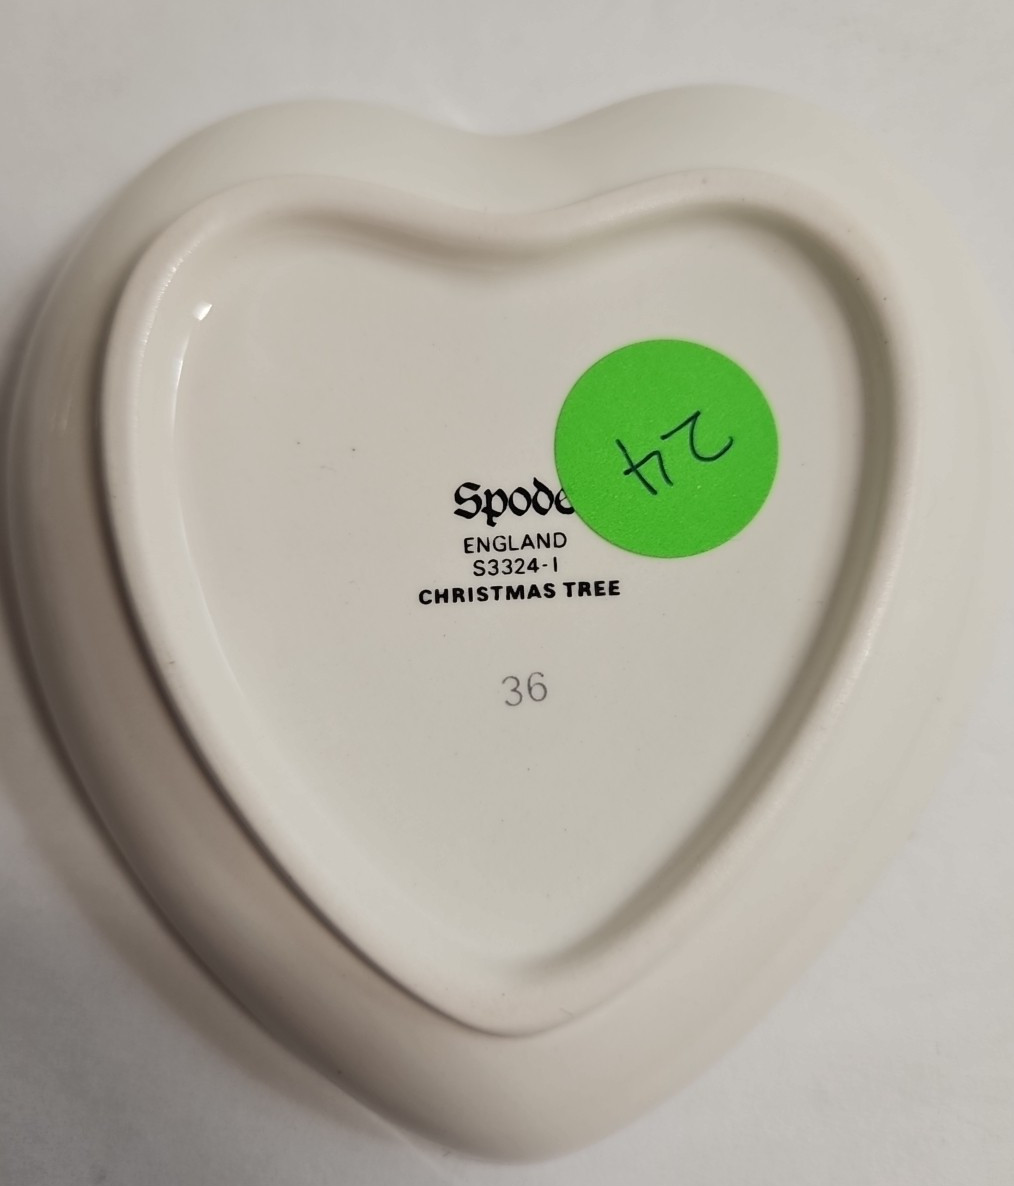 Spode
ENGLAND
S3324-I
CHRISTMAS TREE
36
24